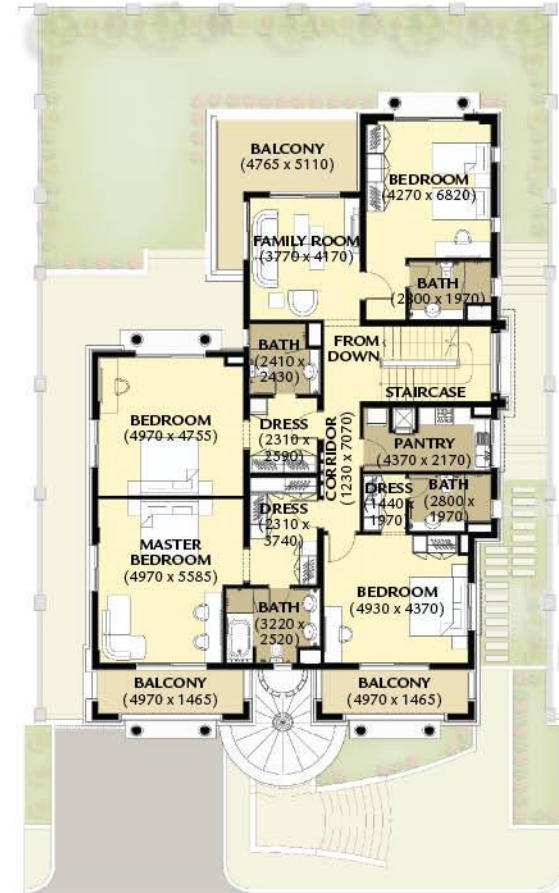 BALCONY
(4765 x 5110)
BEDROOM
(4270 x 6820)
FAMILY ROOM
(3770 x 4170)
BATH
(2800 x 1970)
BATH
(2410 x
2430)
FROM
DOWN
STAIRCASE
BEDROOM
(4970 x 4755)
DRESS
(2310 x
2590)
CORRIDOR
(1230 x 7070)
PANTRY
(4370 x 2170)
DRESS
(1440 x
1970)
BATH
(2800 x
1970)
DRESS
(2310 x
3740)
MASTER
BEDROOM
(4970 x 5585)
BATH
(3220 x
2520)
BEDROOM
(4930 x 4370)
BALCONY
(4970 x 1465)
BALCONY
(4970 x 1465)